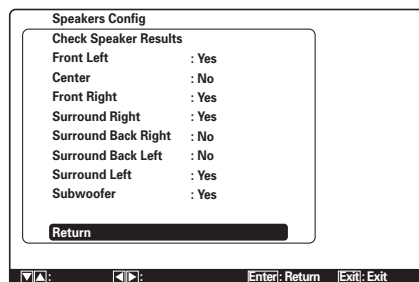 Speakers Config
Check Speaker Results
Front Left : Yes
Center : No
Front Right : Yes
Surround Right : Yes
Surround Back Right : No
Surround Back Left : No
Surround Left : Yes
Subwoofer : Yes
Return
▼▲: ◀▶: Enter: Return Exit: Exit